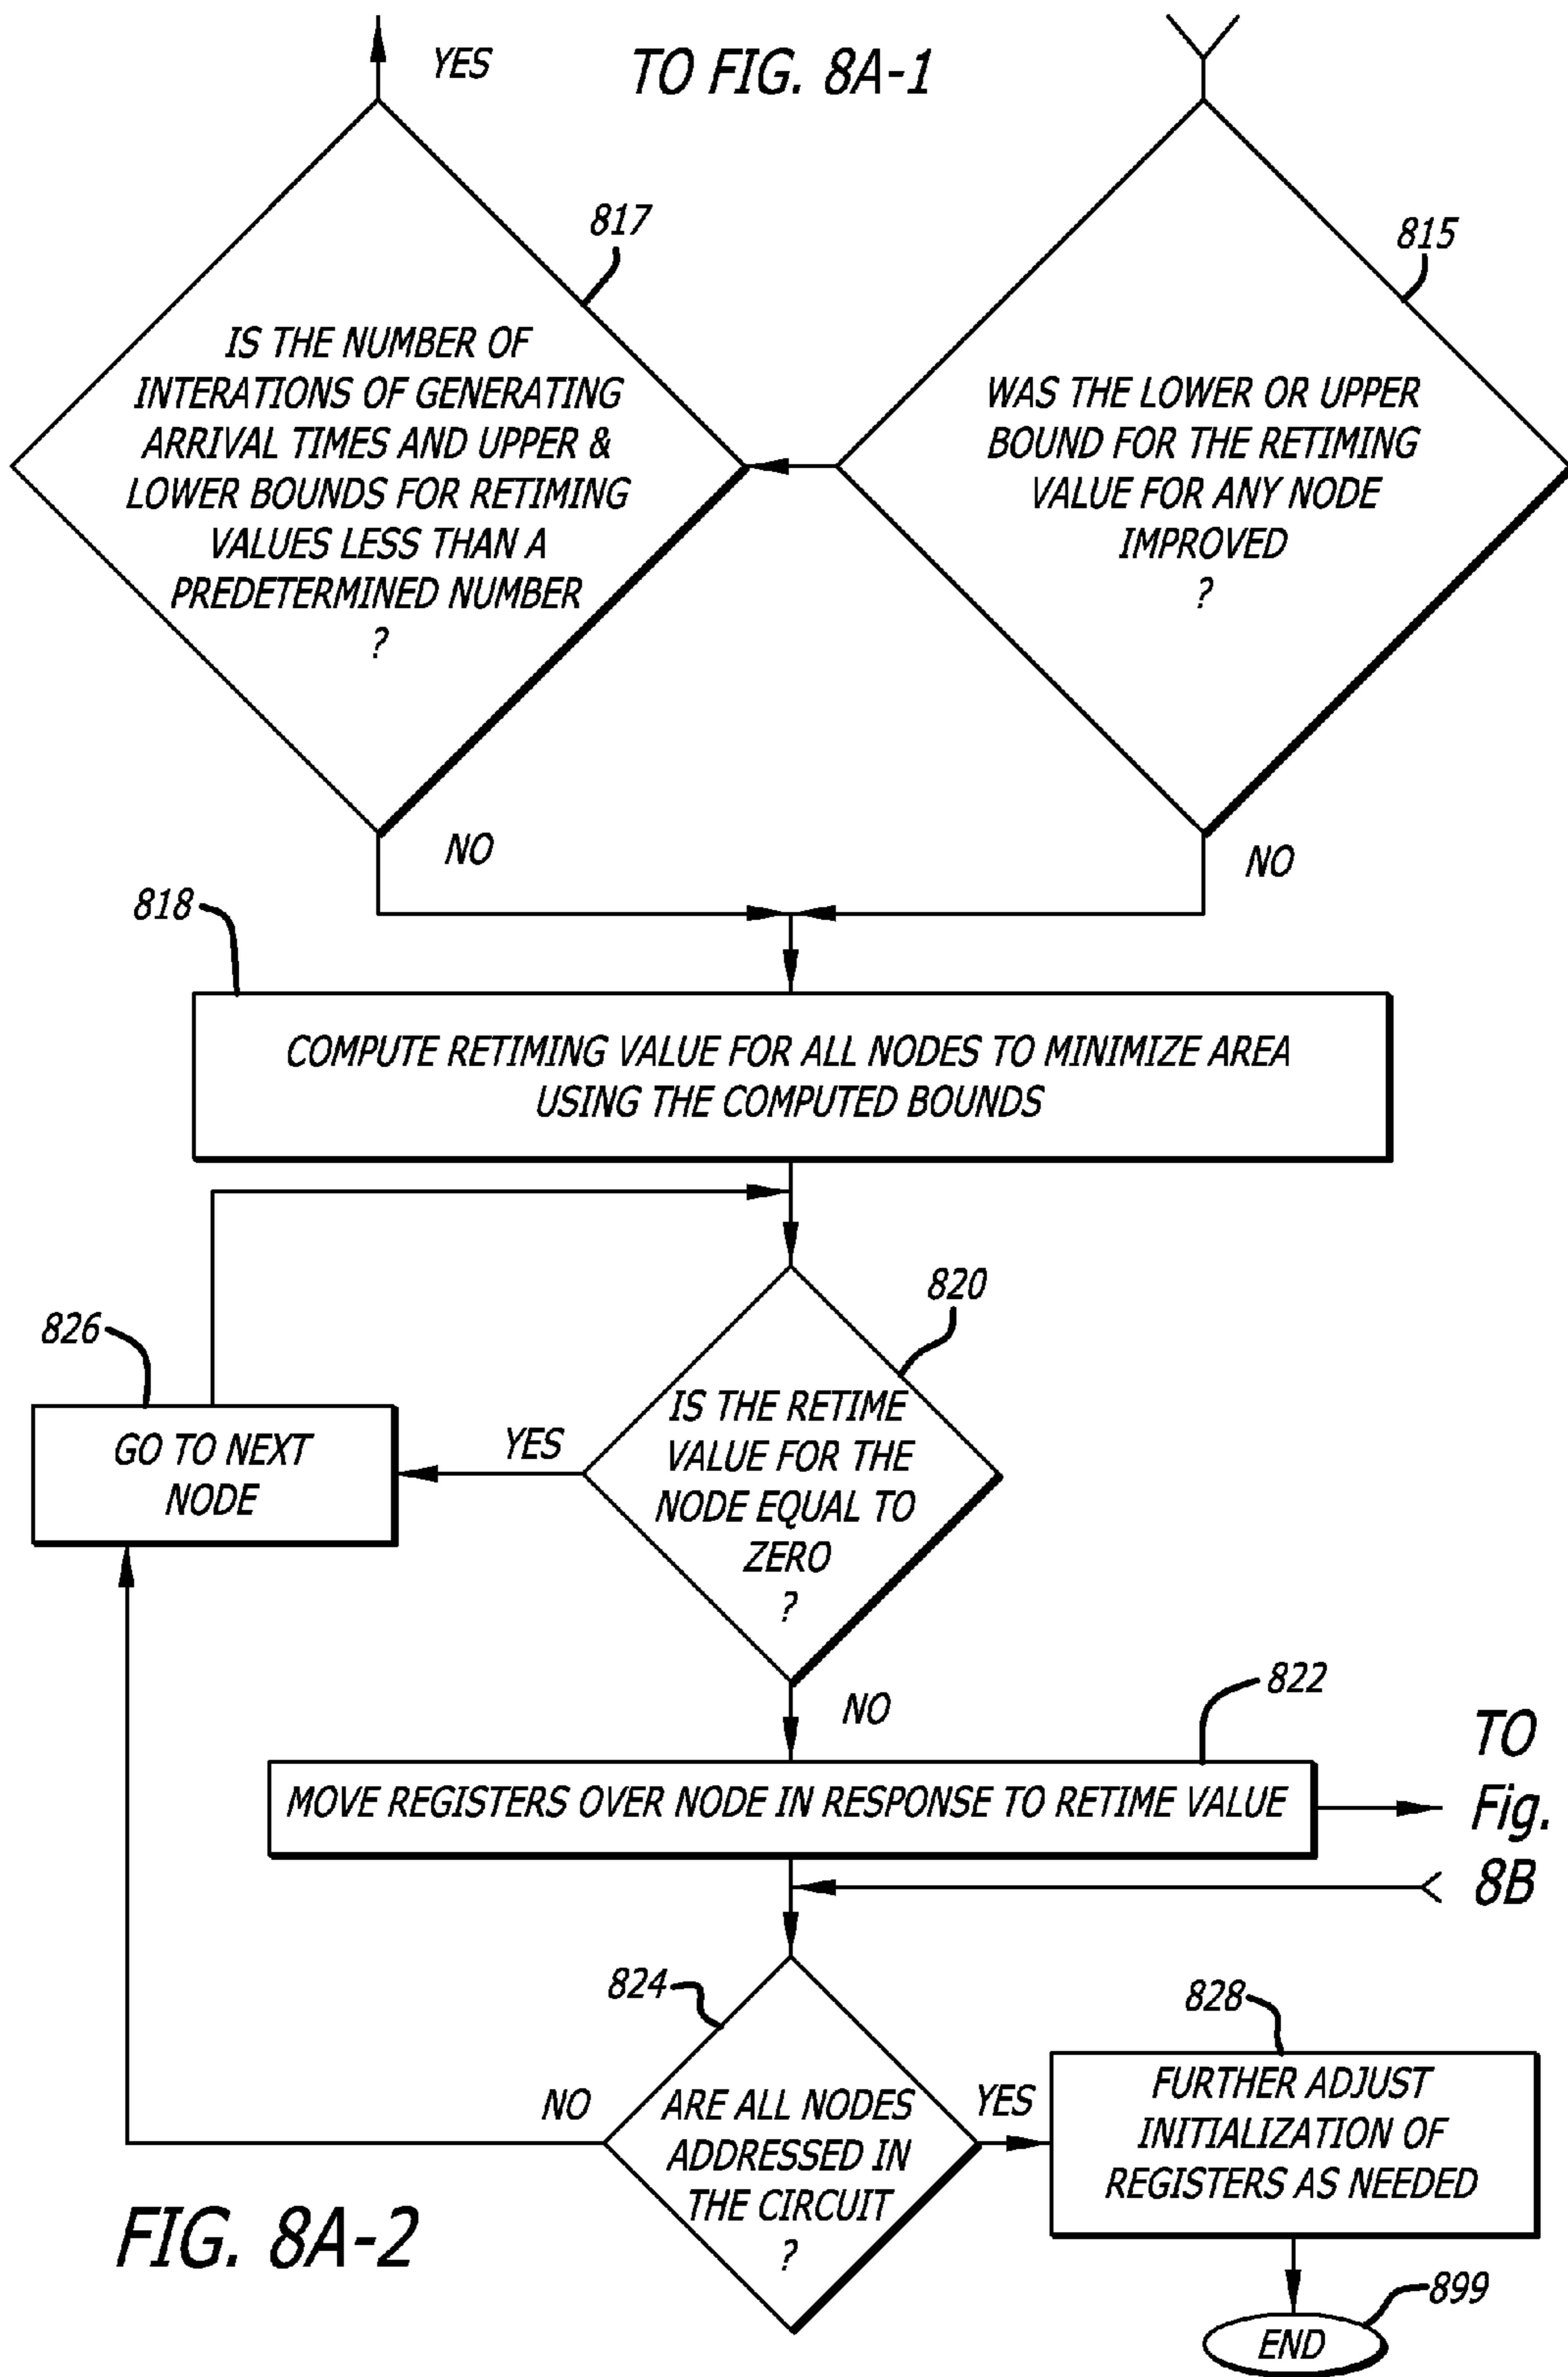 YES
TO FIG. 8A-1
817
815
IS THE NUMBER OF
INTERATIONS OF GENERATING
ARRIVAL TIMES AND UPPER &
LOWER BOUNDS FOR RETIMING
VALUES LESS THAN A
PREDETERMINED NUMBER
?
WAS THE LOWER OR UPPER
BOUND FOR THE RETIMING
VALUE FOR ANY NODE
IMPROVED
?
NO
NO
818
COMPUTE RETIMING VALUE FOR ALL NODES TO MINIMIZE AREA
USING THE COMPUTED BOUNDS
820
826
IS THE RETIME
VALUE FOR THE
NODE EQUAL TO
ZERO
?
YES
GO TO NEXT
NODE
NO
822
MOVE REGISTERS OVER NODE IN RESPONSE TO RETIME VALUE
TO
Fig.
8B
824
828
NO
ARE ALL NODES
ADDRESSED IN
THE CIRCUIT
?
YES
FURTHER ADJUST
INITIALIZATION OF
REGISTERS AS NEEDED
FIG. 8A-2
899
END